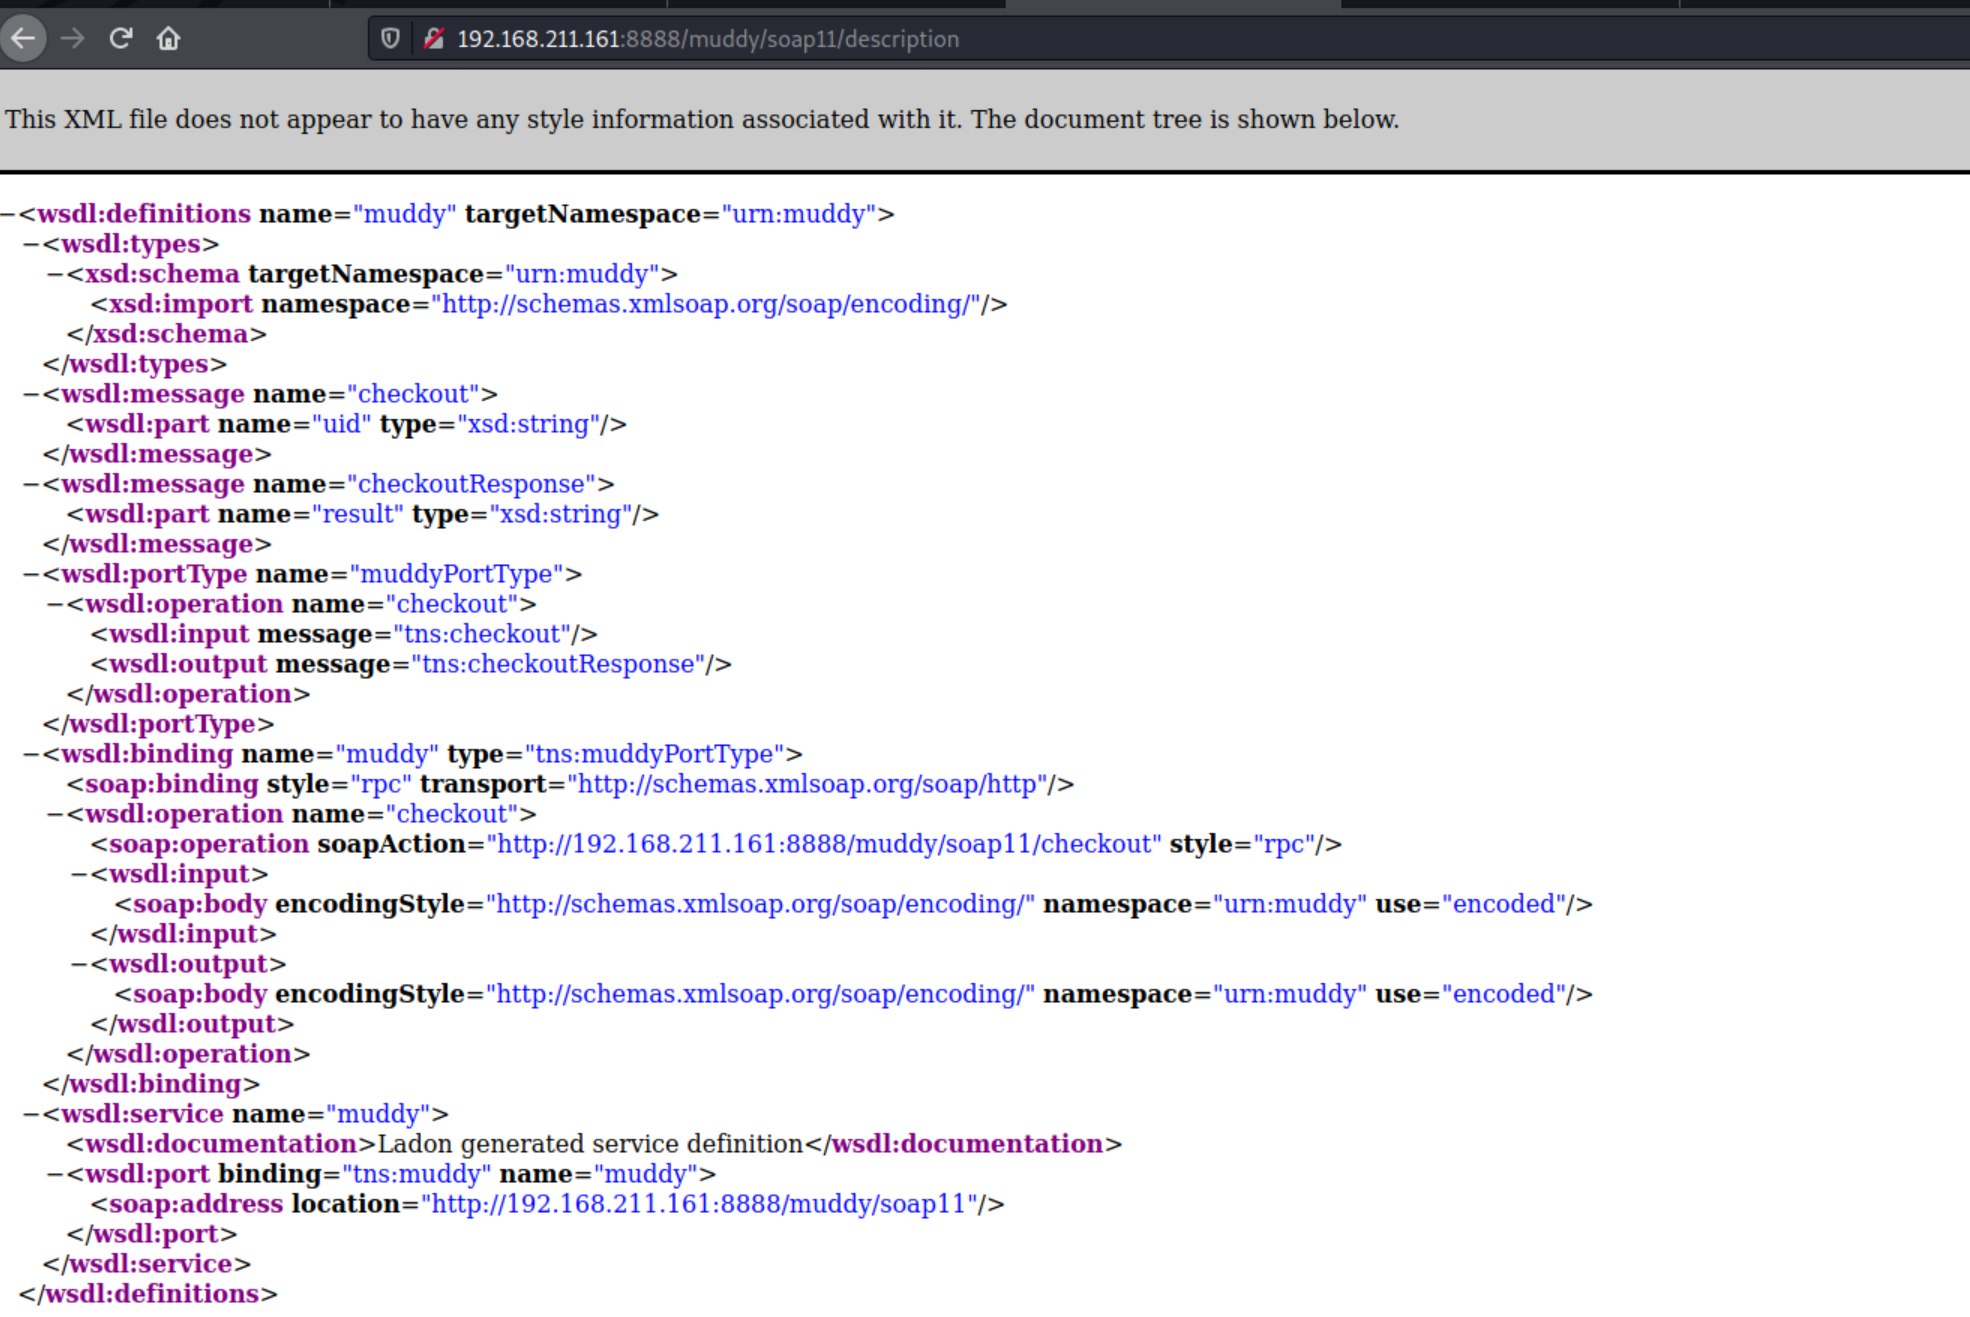 192.168.211.161:8888/muddy/soap11/description
This XML file does not appear to have any style information associated with it. The document tree is shown below.
−<wsdl:definitions name="muddy" targetNamespace="urn:muddy">
−<wsdl:types>
−<xsd:schema targetNamespace="urn:muddy">
<xsd:import namespace="http://schemas.xmlsoap.org/soap/encoding/"/>
</xsd:schema>
</wsdl:types>
−<wsdl:message name="checkout">
<wsdl:part name="uid" type="xsd:string"/>
</wsdl:message>
−<wsdl:message name="checkoutResponse">
<wsdl:part name="result" type="xsd:string"/>
</wsdl:message>
−<wsdl:portType name="muddyPortType">
−<wsdl:operation name="checkout">
<wsdl:input message="tns:checkout"/>
<wsdl:output message="tns:checkoutResponse"/>
</wsdl:operation>
</wsdl:portType>
−<wsdl:binding name="muddy" type="tns:muddyPortType">
<soap:binding style="rpc" transport="http://schemas.xmlsoap.org/soap/http"/>
−<wsdl:operation name="checkout">
<soap:operation soapAction="http://192.168.211.161:8888/muddy/soap11/checkout" style="rpc"/>
−<wsdl:input>
<soap:body encodingStyle="http://schemas.xmlsoap.org/soap/encoding/" namespace="urn:muddy" use="encoded"/>
</wsdl:input>
−<wsdl:output>
<soap:body encodingStyle="http://schemas.xmlsoap.org/soap/encoding/" namespace="urn:muddy" use="encoded"/>
</wsdl:output>
</wsdl:operation>
</wsdl:binding>
−<wsdl:service name="muddy">
<wsdl:documentation>Ladon generated service definition</wsdl:documentation>
−<wsdl:port binding="tns:muddy" name="muddy">
<soap:address location="http://192.168.211.161:8888/muddy/soap11"/>
</wsdl:port>
</wsdl:service>
</wsdl:definitions>